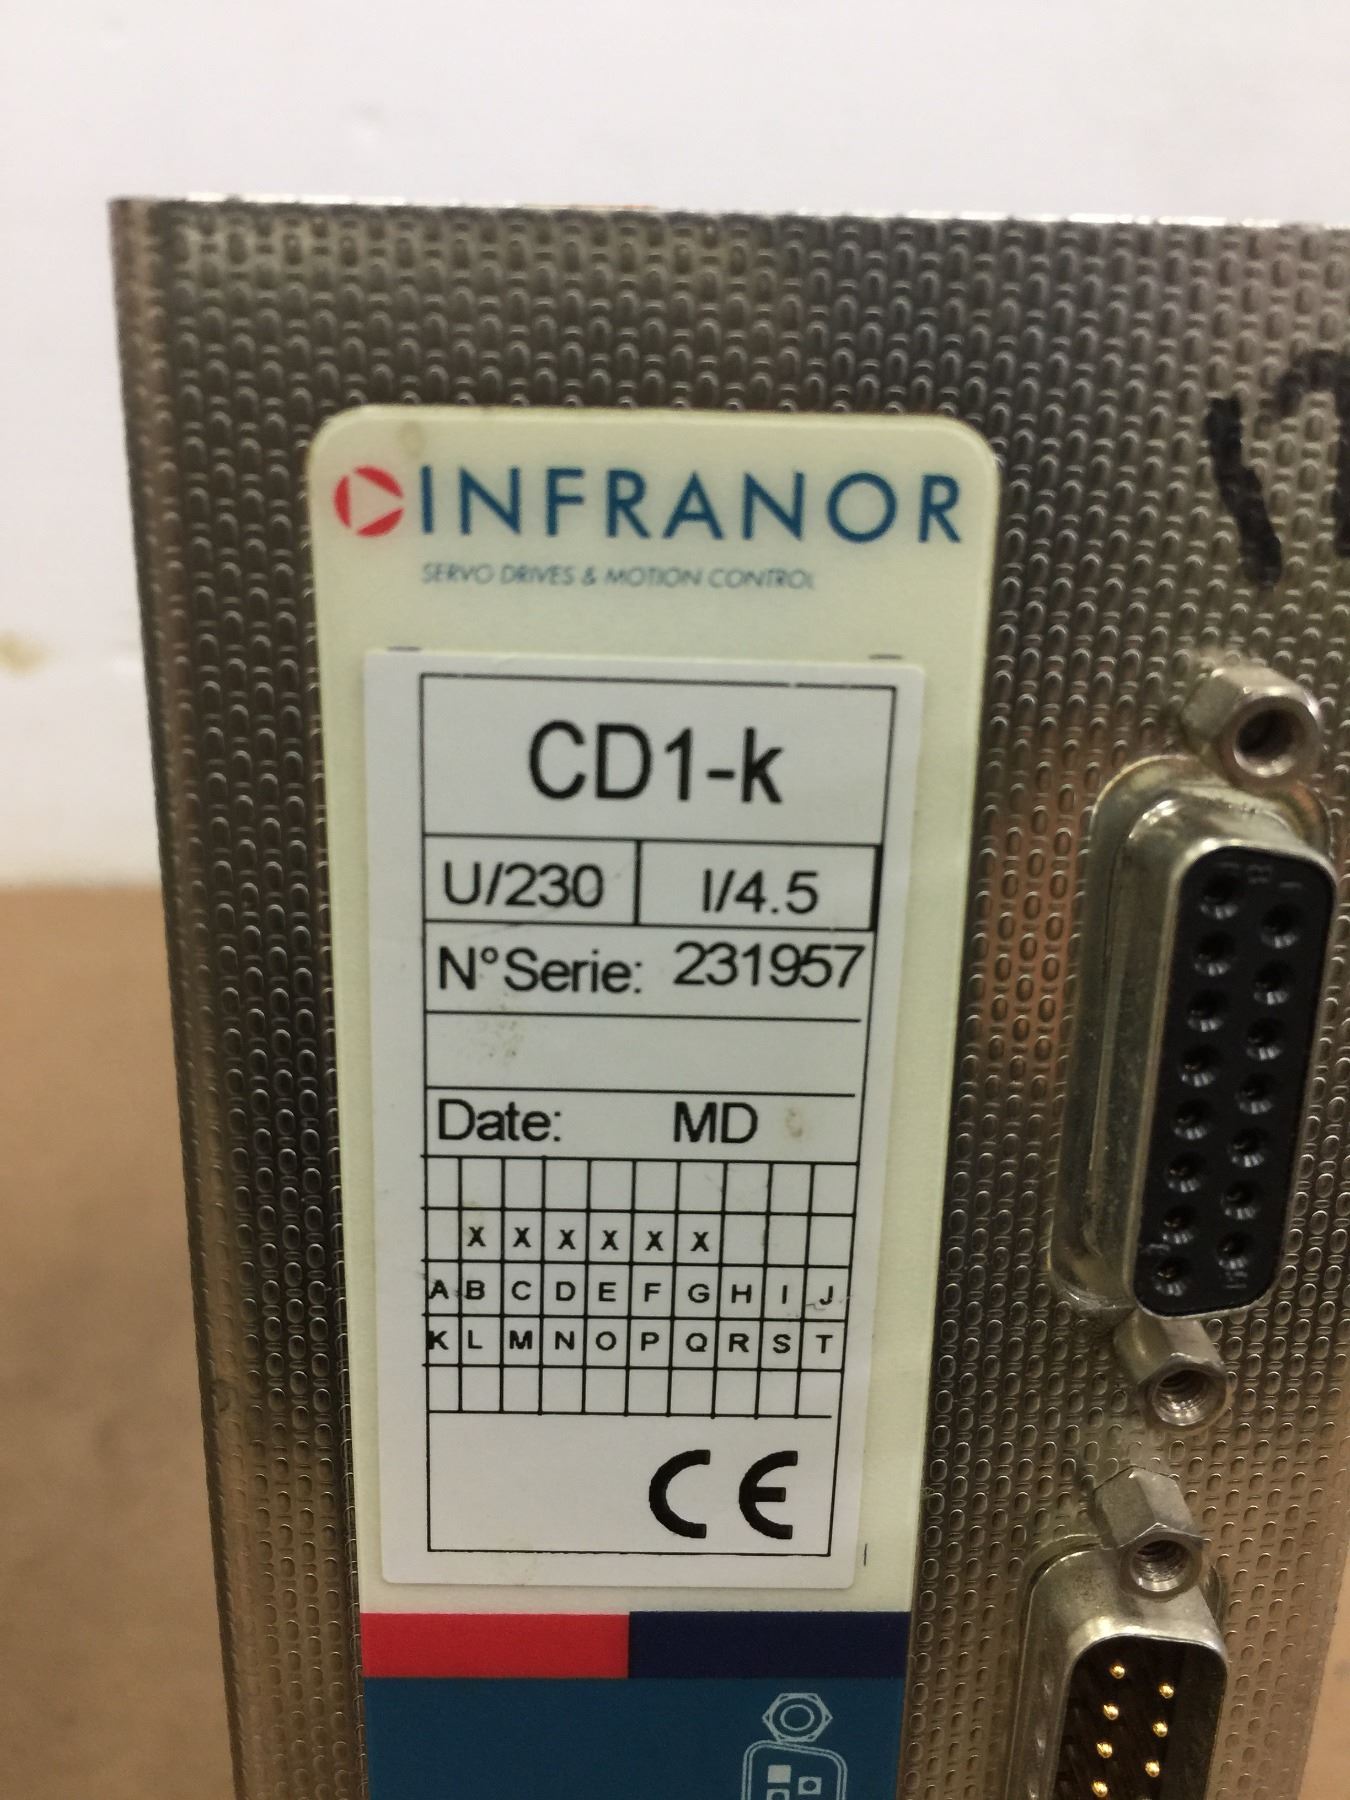 INFRANOR
SERVO DRIVES & MOTION CONTROL
CD1-k
U/230 I/4.5
N°Serie: 231957
Date: MD
X X X X X X
A B C D E F G H I J
K L M N O P Q R S T
CE